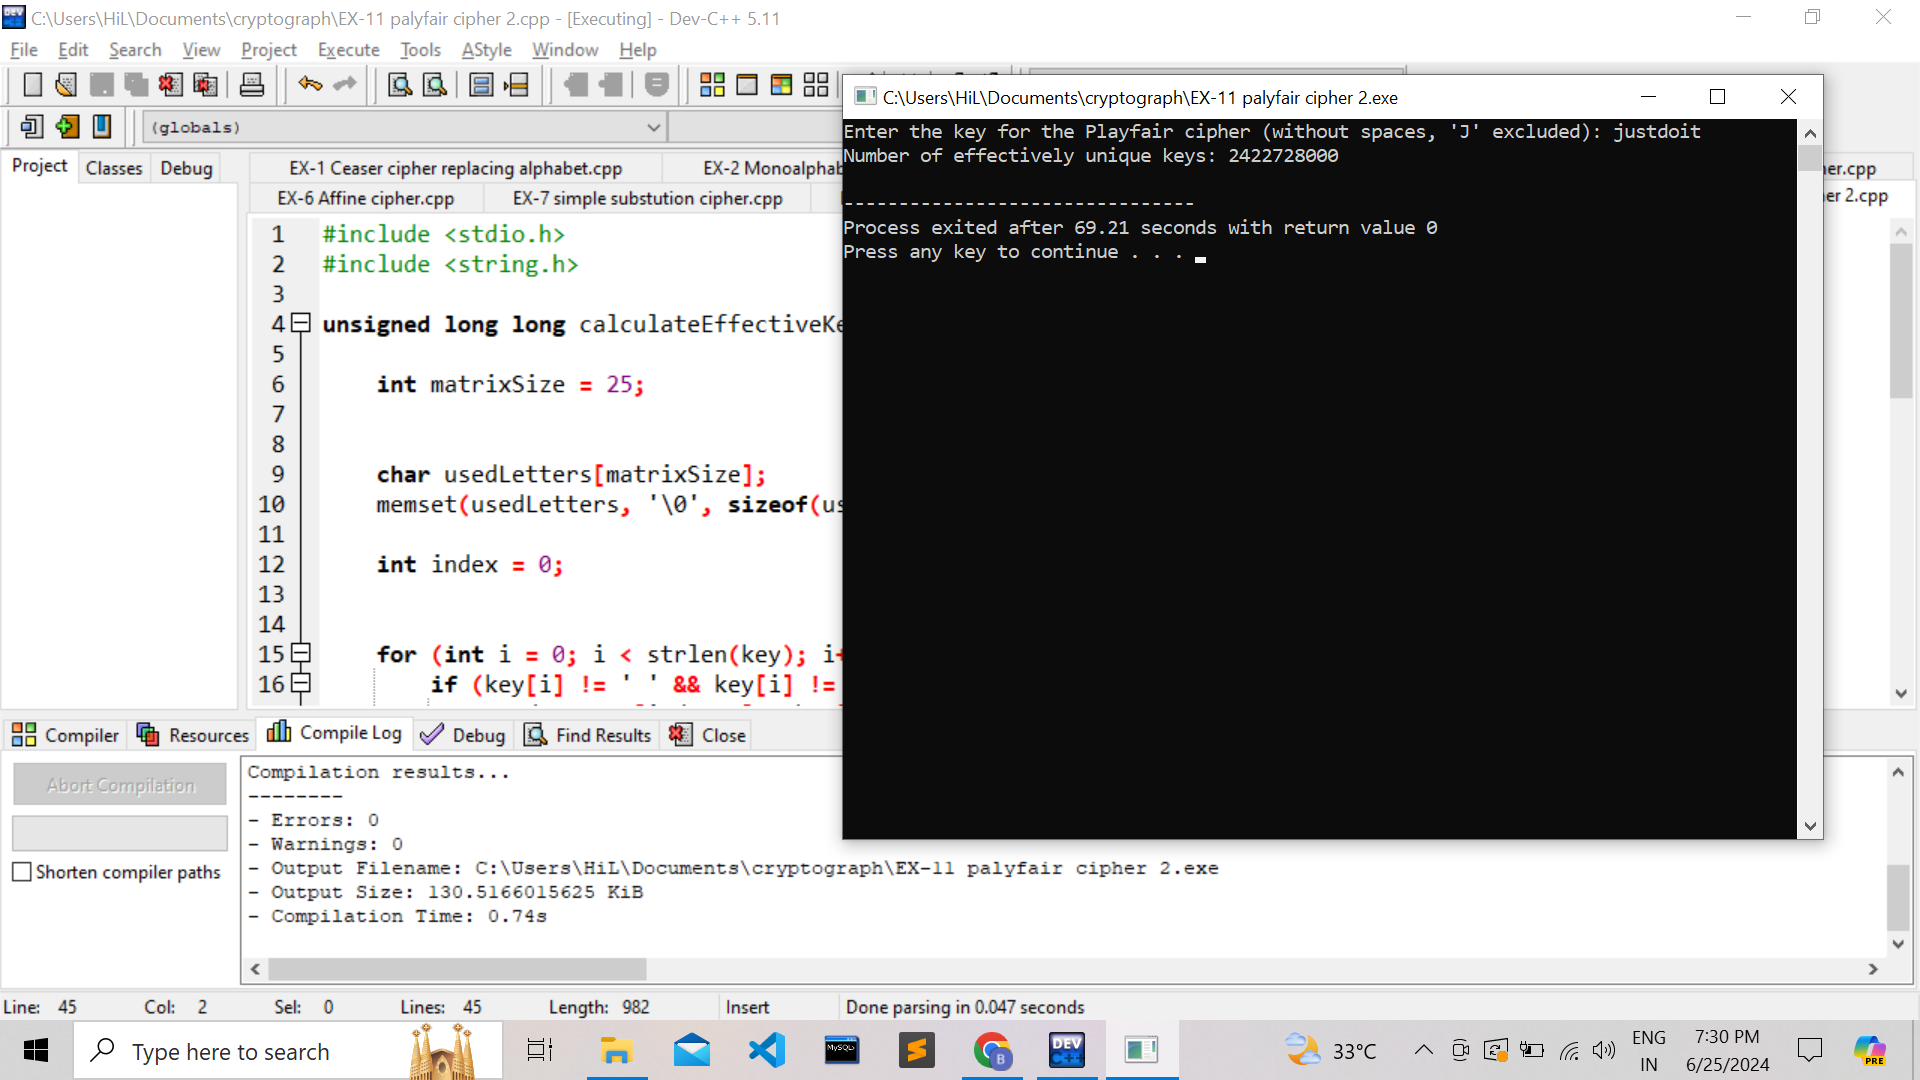 C:\Users\HiL\Documents\cryptograph\EX-11 palyfair cipher 2.cpp - [Executing] - Dev-C++ 5.11
File Edit Search View Project Execute Tools AStyle Window Help
(globals)
Project Classes Debug
EX-1 Ceaser cipher replacing alphabet.cpp EX-2 Monoalphab er.cpp
EX-6 Affine cipher.cpp EX-7 simple substution cipher.cpp er 2.cpp
1 #include <stdio.h>
2 #include <string.h>
3
4 unsigned long long calculateEffectiveKe
5
6 int matrixSize = 25;
7
8
9 char usedLetters[matrixSize];
10 memset(usedLetters, '\0', sizeof(us
11
12 int index = 0;
13
14
15 for (int i = 0; i < strlen(key); i+
16 if (key[i] != ' ' && key[i] !=
C:\Users\HiL\Documents\cryptograph\EX-11 palyfair cipher 2.exe
Enter the key for the Playfair cipher (without spaces, 'J' excluded): justdoit
Number of effectively unique keys: 2422728000
--------------------------------
Process exited after 69.21 seconds with return value 0
Press any key to continue . . .
Compiler Resources Compile Log Debug Find Results Close
Abort Compilation
Shorten compiler paths
Compilation results...
--------
- Errors: 0
- Warnings: 0
- Output Filename: C:\Users\HiL\Documents\cryptograph\EX-11 palyfair cipher 2.exe
- Output Size: 130.5166015625 KiB
- Compilation Time: 0.74s
Line: 45 Col: 2 Sel: 0 Lines: 45 Length: 982 Insert Done parsing in 0.047 seconds
Type here to search
MySQL
B
DEV C++
33°C
ENG
IN
7:30 PM
6/25/2024
PRE